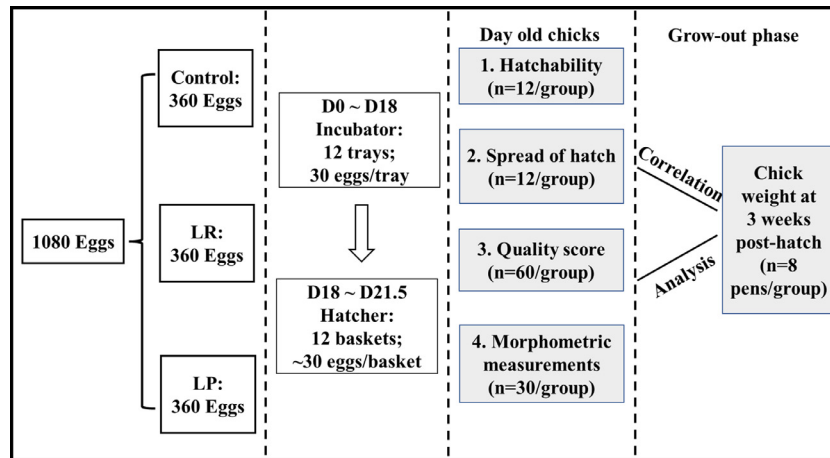 1080 Eggs
Control:
360 Eggs
LR:
360 Eggs
LP:
360 Eggs
D0 ~ D18
Incubator:
12 trays;
30 eggs/tray
D18 ~ D21.5
Hatcher:
12 baskets;
~30 eggs/basket
Day old chicks
1. Hatchability
(n=12/group)
2. Spread of hatch
(n=12/group)
3. Quality score
(n=60/group)
4. Morphometric
measurements
(n=30/group)
Correlation
Analysis
Grow-out phase
Chick
weight at
3 weeks
post-hatch
(n=8
pens/group)